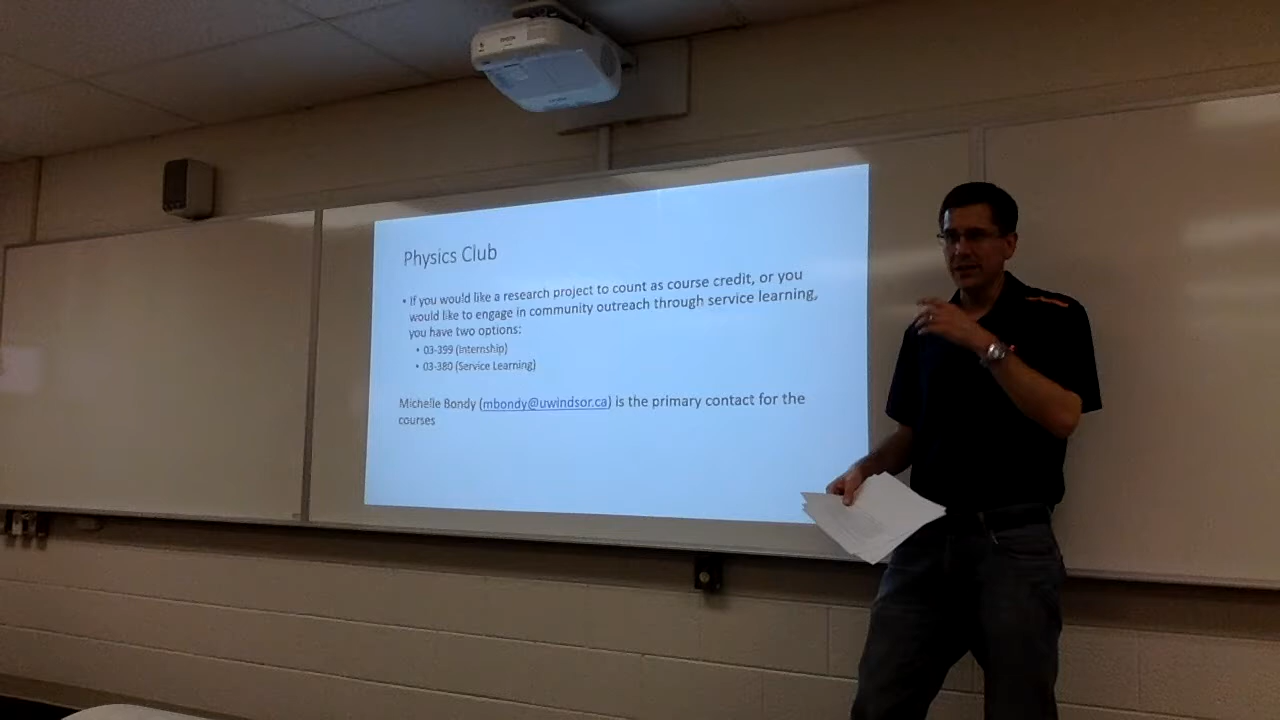 EPSON
Physics Club
• If you would like a research project to count as course credit, or you
would like to engage in community outreach through service learning,
you have two options:
• 03-399 (Internship)
• 03-380 (Service Learning)
Michelle Bondy (mbondy@uwindsor.ca) is the primary contact for the
courses